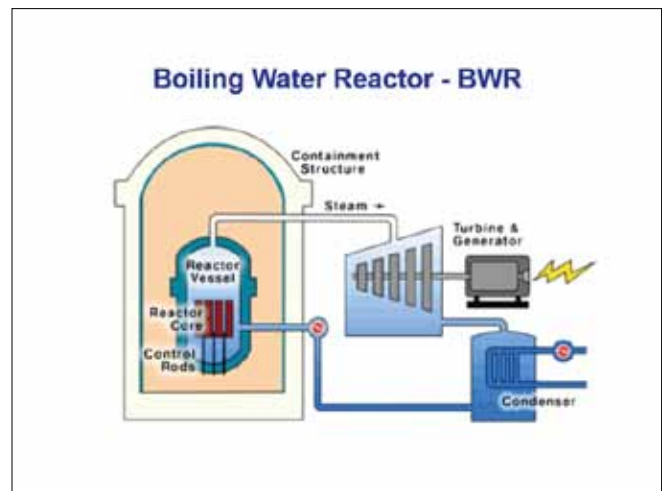 Boiling Water Reactor - BWR
Containment
Structure
Steam
Turbine &
Generator
Reactor
Vessel
Reactor
Core
Control
Rods
Condenser